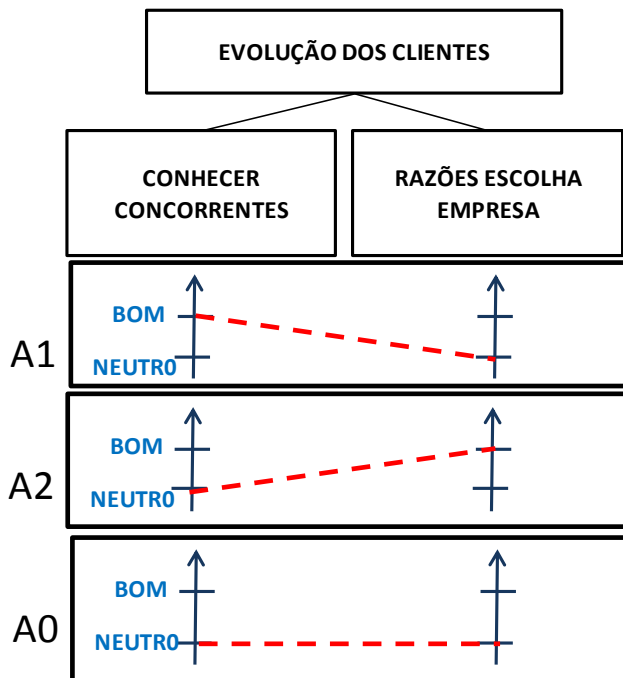 EVOLUÇÃO DOS CLIENTES
CONHECER
CONCORRENTES
RAZÕES ESCOLHA
EMPRESA
A1
BOM
NEUTR0
A2
BOM
NEUTR0
A0
BOM
NEUTR0